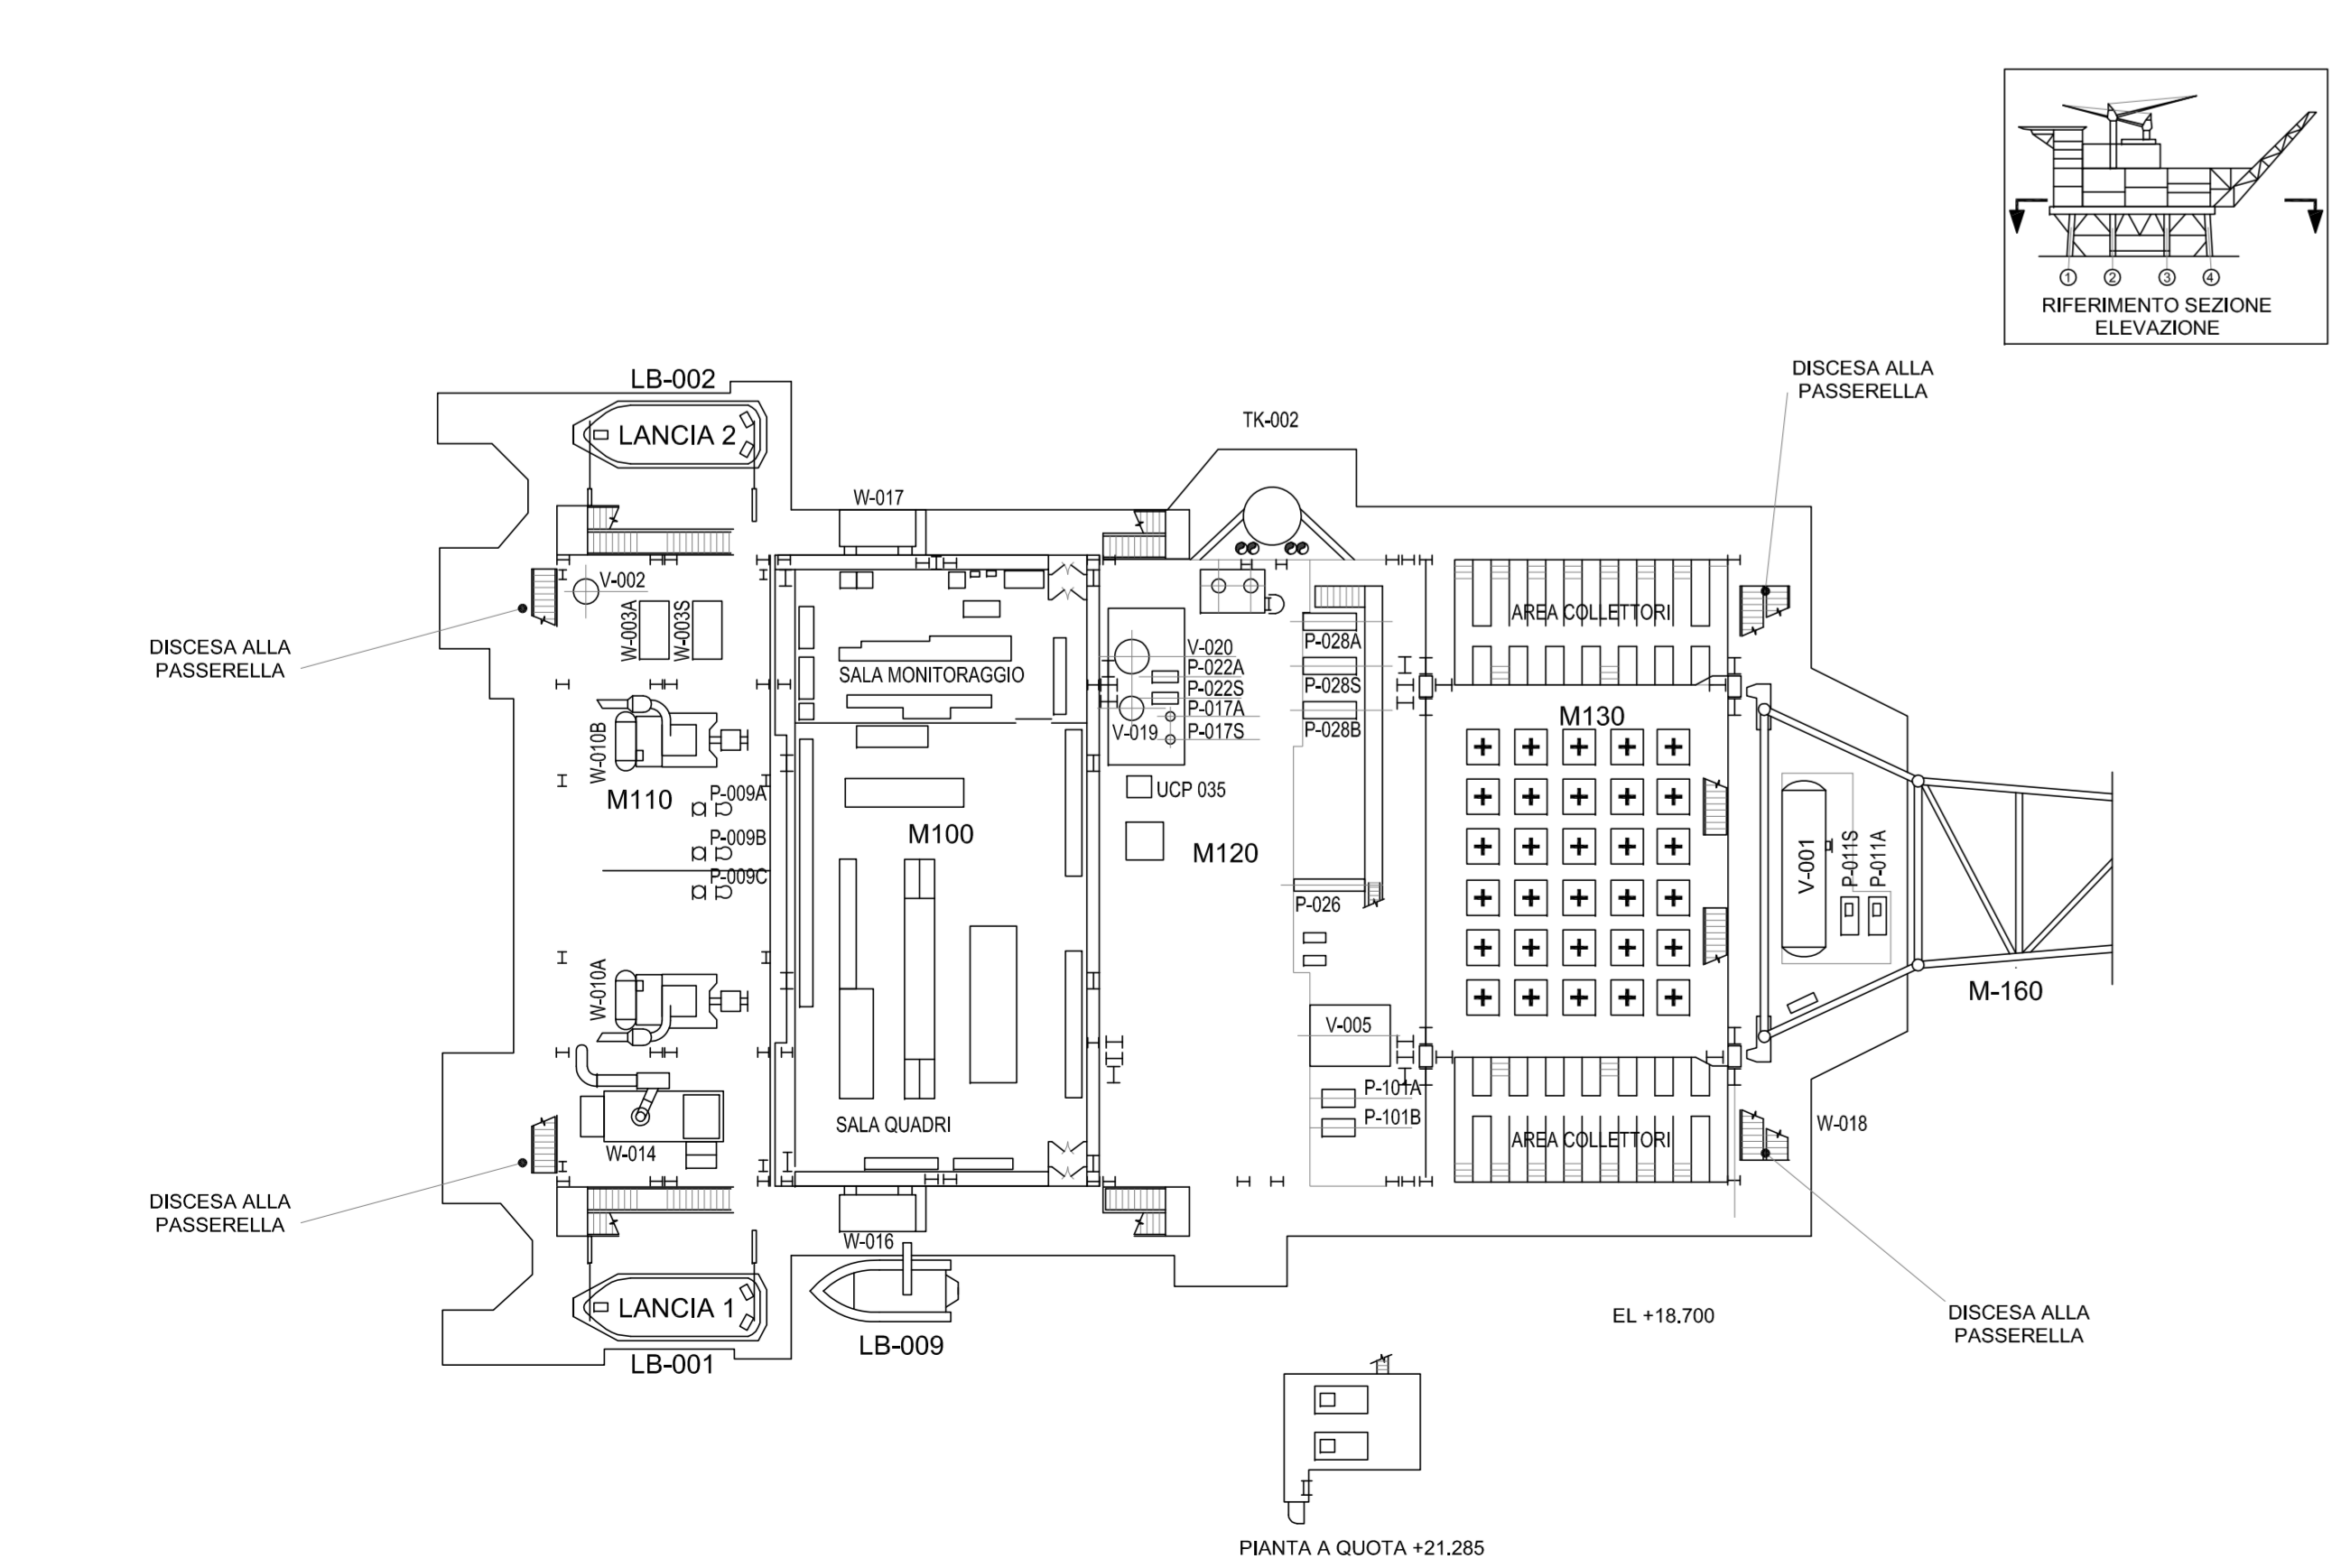 1
2
3
4
RIFERIMENTO SEZIONE
ELEVAZIONE
DISCESA ALLA
PASSERELLA
LB-002
LANCIA 2
TK-002
W-017
V-002
W-003A
W-003S
DISCESA ALLA
PASSERELLA
AREA COLLETTORI
P-028A
V-020
P-022A
SALA MONITORAGGIO
P-022S
P-028S
P-017A
V-019
P-017S
P-028B
M130
W-010B
M110
P-009A
UCP 035
P-009B
M100
M120
P-009C
P-026
V-001
P-011S
P-011A
W-010A
M-160
V-005
P-101A
P-101B
SALA QUADRI
W-014
AREA COLLETTORI
W-018
DISCESA ALLA
PASSERELLA
W-016
LANCIA 1
LB-001
LB-009
EL +18.700
DISCESA ALLA
PASSERELLA
PIANTA A QUOTA +21.285